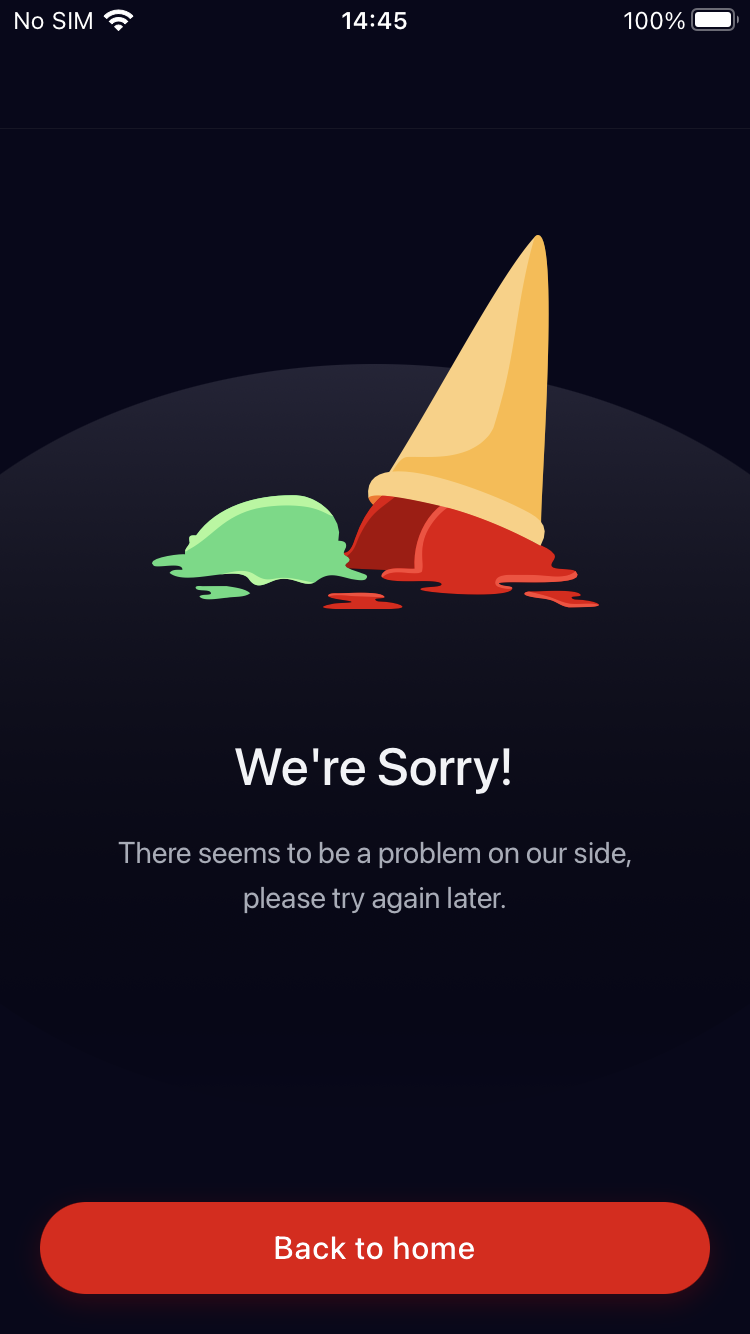 No SIM 14:45 100%
We're Sorry!
There seems to be a problem on our side,
please try again later.
Back to home